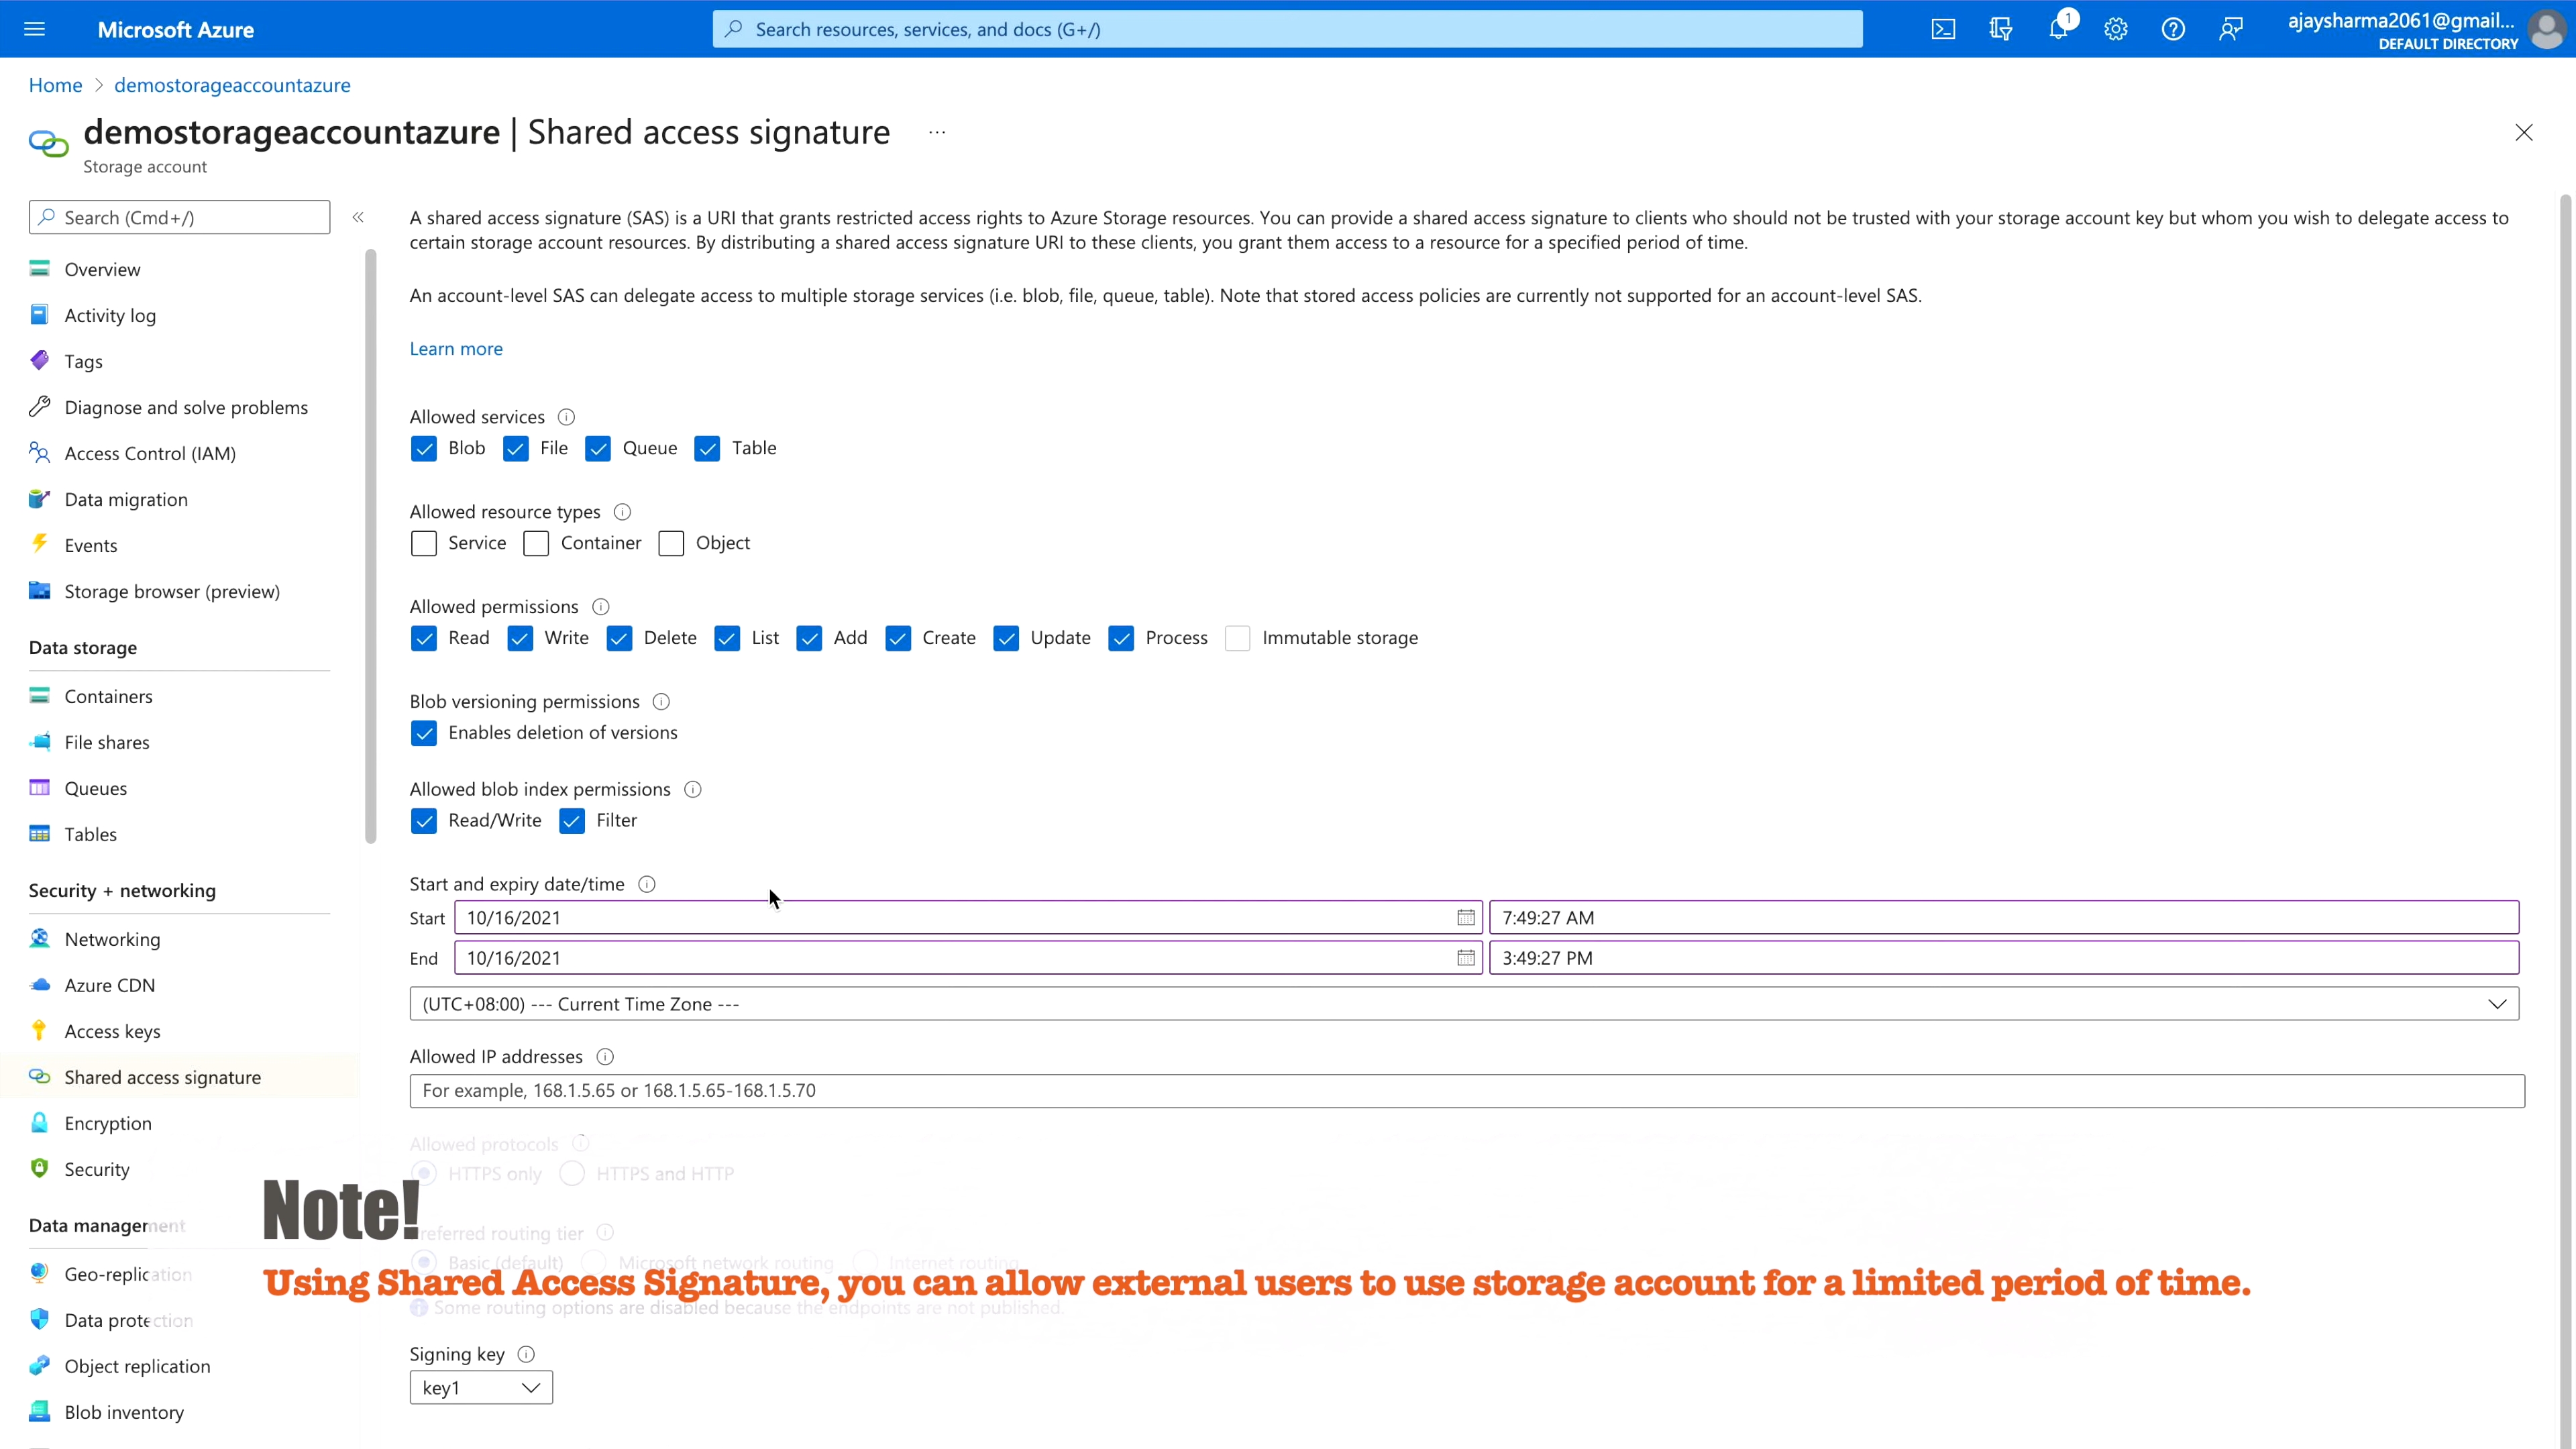 Microsoft Azure
Search resources, services, and docs (G+/)
1
ajaysharma2061@gmail...
DEFAULT DIRECTORY
Home > demostorageaccountazure
demostorageaccountazure | Shared access signature ...
Storage account
Search (Cmd+/)
Overview
Activity log
Tags
Diagnose and solve problems
Access Control (IAM)
Data migration
Events
Storage browser (preview)
Data storage
Containers
File shares
Queues
Tables
Security + networking
Networking
Azure CDN
Access keys
Shared access signature
Encryption
Security
Data management
Geo-replication
Data protection
Object replication
Blob inventory
A shared access signature (SAS) is a URI that grants restricted access rights to Azure Storage resources. You can provide a shared access signature to clients who should not be trusted with your storage account key but whom you wish to delegate access to
certain storage account resources. By distributing a shared access signature URI to these clients, you grant them access to a resource for a specified period of time.
An account-level SAS can delegate access to multiple storage services (i.e. blob, file, queue, table). Note that stored access policies are currently not supported for an account-level SAS.
Learn more
Allowed services
Blob File Queue Table
Allowed resource types
Service Container Object
Allowed permissions
Read Write Delete List Add Create Update Process Immutable storage
Blob versioning permissions
Enables deletion of versions
Allowed blob index permissions
Read/Write Filter
Start and expiry date/time
Start 10/16/2021 7:49:27 AM
End 10/16/2021 3:49:27 PM
(UTC+08:00) --- Current Time Zone ---
Allowed IP addresses
For example, 168.1.5.65 or 168.1.5.65-168.1.5.70
Allowed protocols
HTTPS only HTTPS and HTTP
Note!
referred routing tier
Basic (default) Microsoft network routing Internet routing
Using Shared Access Signature, you can allow external users to use storage account for a limited period of time.
Some routing options are disabled because the endpoints are not published.
Signing key
key1